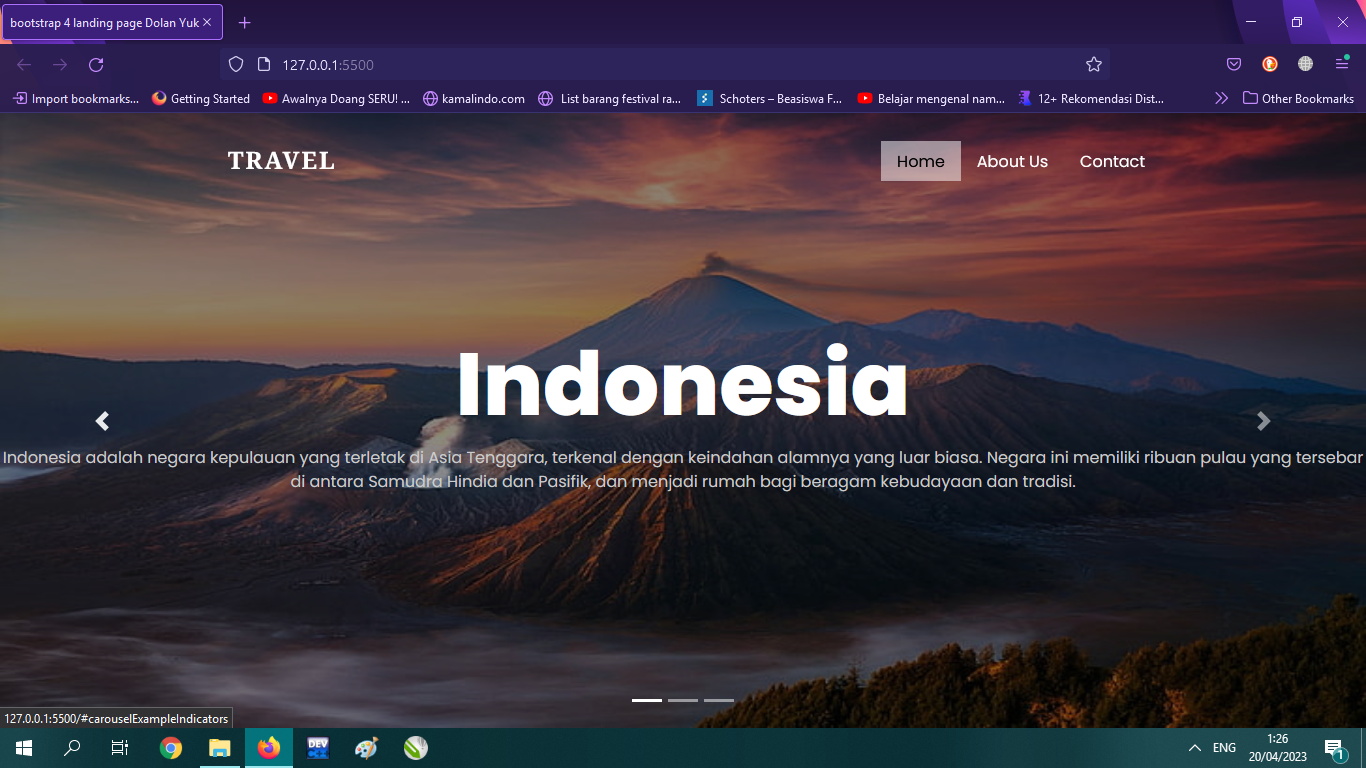 bootstrap 4 landing page Dolan Yuk
127.0.0.1:5500
Import bookmarks... Getting Started Awalnya Doang SERU! ... kamalindo.com List barang festival ra... Schoters – Beasiswa F... Belajar mengenal nam... 12+ Rekomendasi Dist... Other Bookmarks
TRAVEL Home About Us Contact
Indonesia
Indonesia adalah negara kepulauan yang terletak di Asia Tenggara, terkenal dengan keindahan alamnya yang luar biasa. Negara ini memiliki ribuan pulau yang tersebar
di antara Samudra Hindia dan Pasifik, dan menjadi rumah bagi beragam kebudayaan dan tradisi.
127.0.0.1:5500/#carouselExampleIndicators
DEV
ENG
1:26
20/04/2023
1